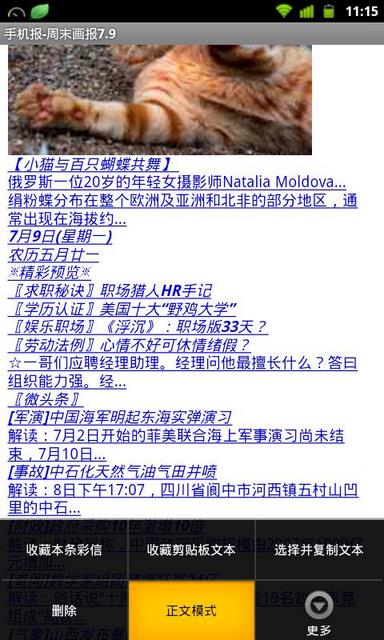 11:15
手机报-周末画报7.9
【小猫与百只蝴蝶共舞】
俄罗斯一位20岁的年轻女摄影师Natalia Moldova...
绢粉蝶分布在整个欧洲及亚洲和北非的部分地区，通
常出现在海拔约...
7月9日(星期一)
农历五月廿一
※精彩预览※
〖求职秘诀〗职场猎人HR手记
〖学历认证〗美国十大“野鸡大学”
〖娱乐职场〗《浮沉》：职场版33天？
〖劳动法例〗心情不好可休情绪假？
☆一哥们应聘经理助理。经理问他最擅长什么？答曰
组织能力强。经...
〖微头条〗
[军演]中国海军明起东海实弹演习
解读：7月2日开始的菲美联合海上军事演习尚未结
束，7月10日...
[事故]中石化天然气油气田井喷
解读：8日下午17:07，四川省阆中市河西镇五村山凹
里的中石...
[财政]政府采购10年激增10倍
收藏本条彩信
收藏剪贴板文本
选择并复制文本
删除
正文模式
更多